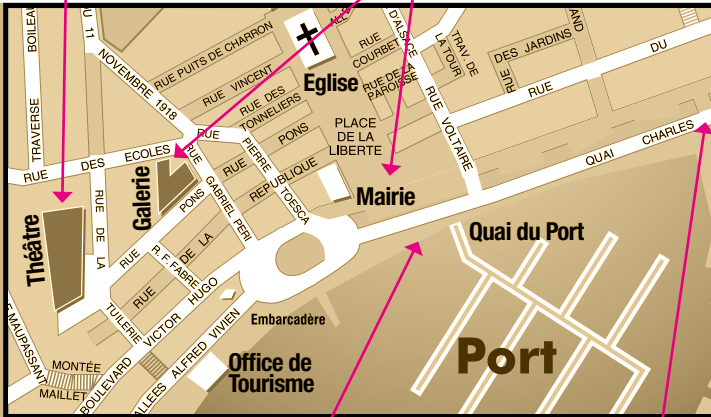 BOILEAU
TRAVERSE
DU 11
NOVEMBRE 1918
RUE PUITS DE CHARRON
RUE VINCENT
RUE DES
TONNELIERS
Eglise
D'ALSACE
RUE
COURBET
TRAV. DE
LA TOUR
RUE DE LA
PAROISSE
RUE
DES JARDINS
RUE
DU
RUE VOLTAIRE
PLACE
DE LA
LIBERTE
QUAI
CHARLES
RUE
DES
ECOLES
RUE
PIERRE
TOESCA
RUE
PONS
RUE
GABRIEL PERI
REPUBLIQUE
Mairie
Galerie
Théâtre
RUE
DE LA
TUILERIE
RUE
PONS
R. F. FABRE
RUE
DE LA
BOULEVARD
VICTOR
HUGO
ALLEES ALFRED VIVIEN
Embarcadère
Office de
Tourisme
Quai du Port
Port
MAUPASSANT
MONTÉE
MAILLET